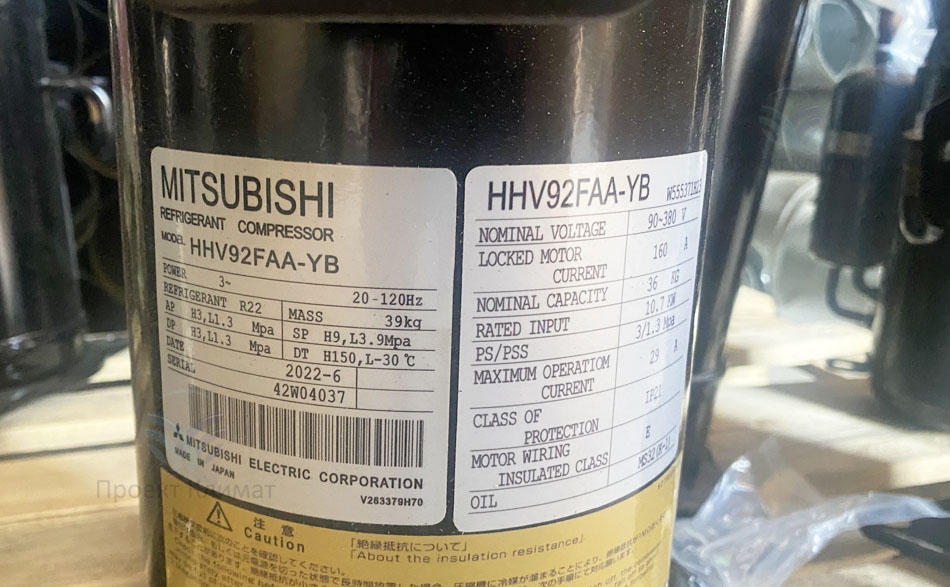 MITSUBISHI
REFRIGERANT COMPRESSOR
MODEL HHV92FAA-YB
POWER 3~ 20-120Hz
REFRIGERANT R22 MASS 39kg
AP H3,L1.3 Mpa SP H9,L3.9Mpa
DP H3,L1.3 Mpa DT H150,L-30℃
DATE 2022-6
SERIAL 42W04037
MITSUBISHI ELECTRIC CORPORATION
MADE IN JAPAN
V263379H70
HHV92FAA-YB
NOMINAL VOLTAGE 90~380 V
LOCKED MOTOR CURRENT 160 A
NOMINAL CAPACITY 36 KG
RATED INPUT 10.7 KW
PS/PSS 3/1.3 Mpa
MAXIMUM OPERATIOM CURRENT 29 A
CLASS OF PROTECTION IP21
MOTOR WIRING INSULATED CLASS E
OIL
Проект Климат
注意
Caution
「絶縁抵抗について」
「About the insulation resistance」